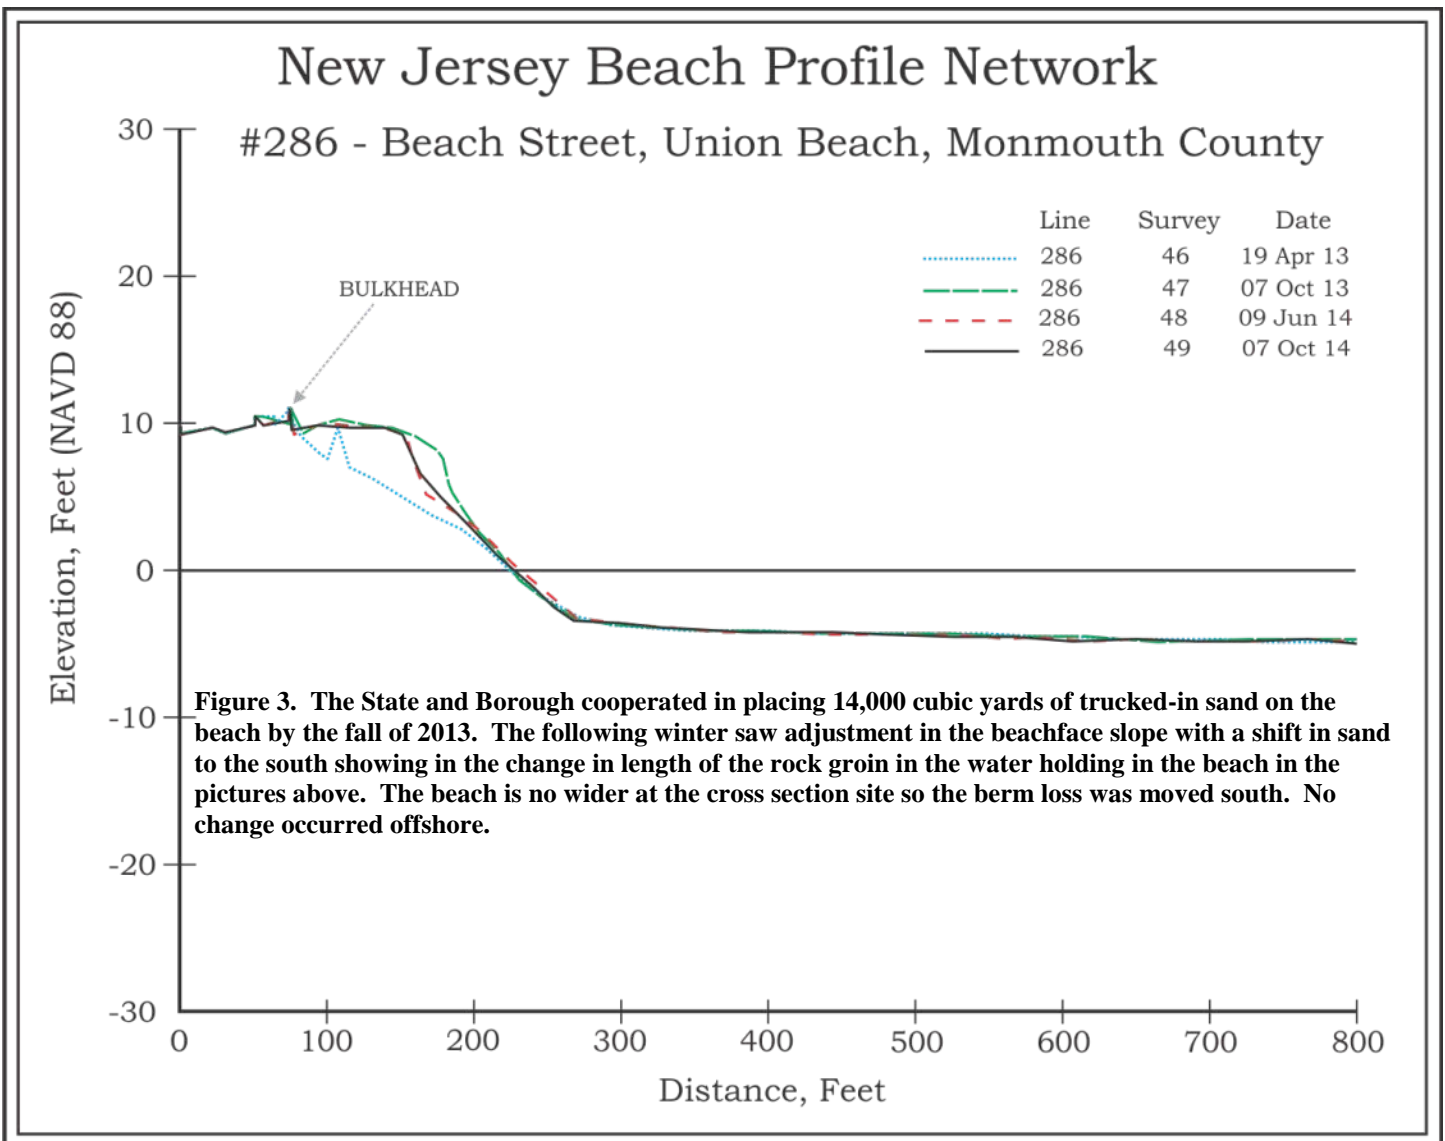 New Jersey Beach Profile Network
#286 - Beach Street, Union Beach, Monmouth County
Line Survey Date
286 46 19 Apr 13
286 47 07 Oct 13
286 48 09 Jun 14
286 49 07 Oct 14
BULKHEAD
Elevation, Feet (NAVD 88)
30
20
10
0
-10
-20
-30
Figure 3. The State and Borough cooperated in placing 14,000 cubic yards of trucked-in sand on the
beach by the fall of 2013. The following winter saw adjustment in the beachface slope with a shift in sand
to the south showing in the change in length of the rock groin in the water holding in the beach in the
pictures above. The beach is no wider at the cross section site so the berm loss was moved south. No
change occurred offshore.
0 100 200 300 400 500 600 700 800
Distance, Feet